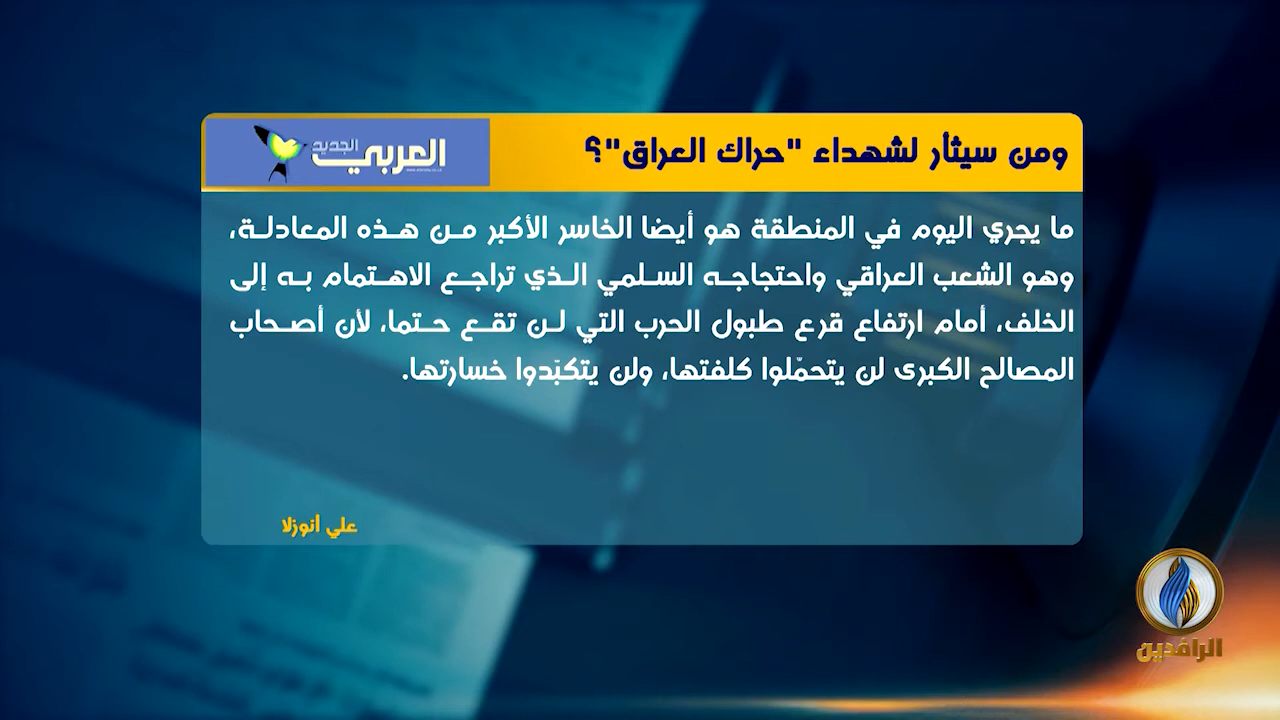 ومن سيثأر لشهداء "حراك العراق"؟
العربي الجديد
ما يجري اليوم في المنطقة هو أيضا الخاسر الأكبر من هذه المعادلة،
وهو الشعب العراقي واحتجاجه السلمي الذي تراجع الاهتمام به إلى
الخلف، أمام ارتفاع قرع طبول الحرب التي لن تقع حتما، لأن أصحاب
المصالح الكبرى لن يتحمّلوا كلفتها، ولن يتكبّدوا خسارتها.
علي أنوزلا
الرافدين